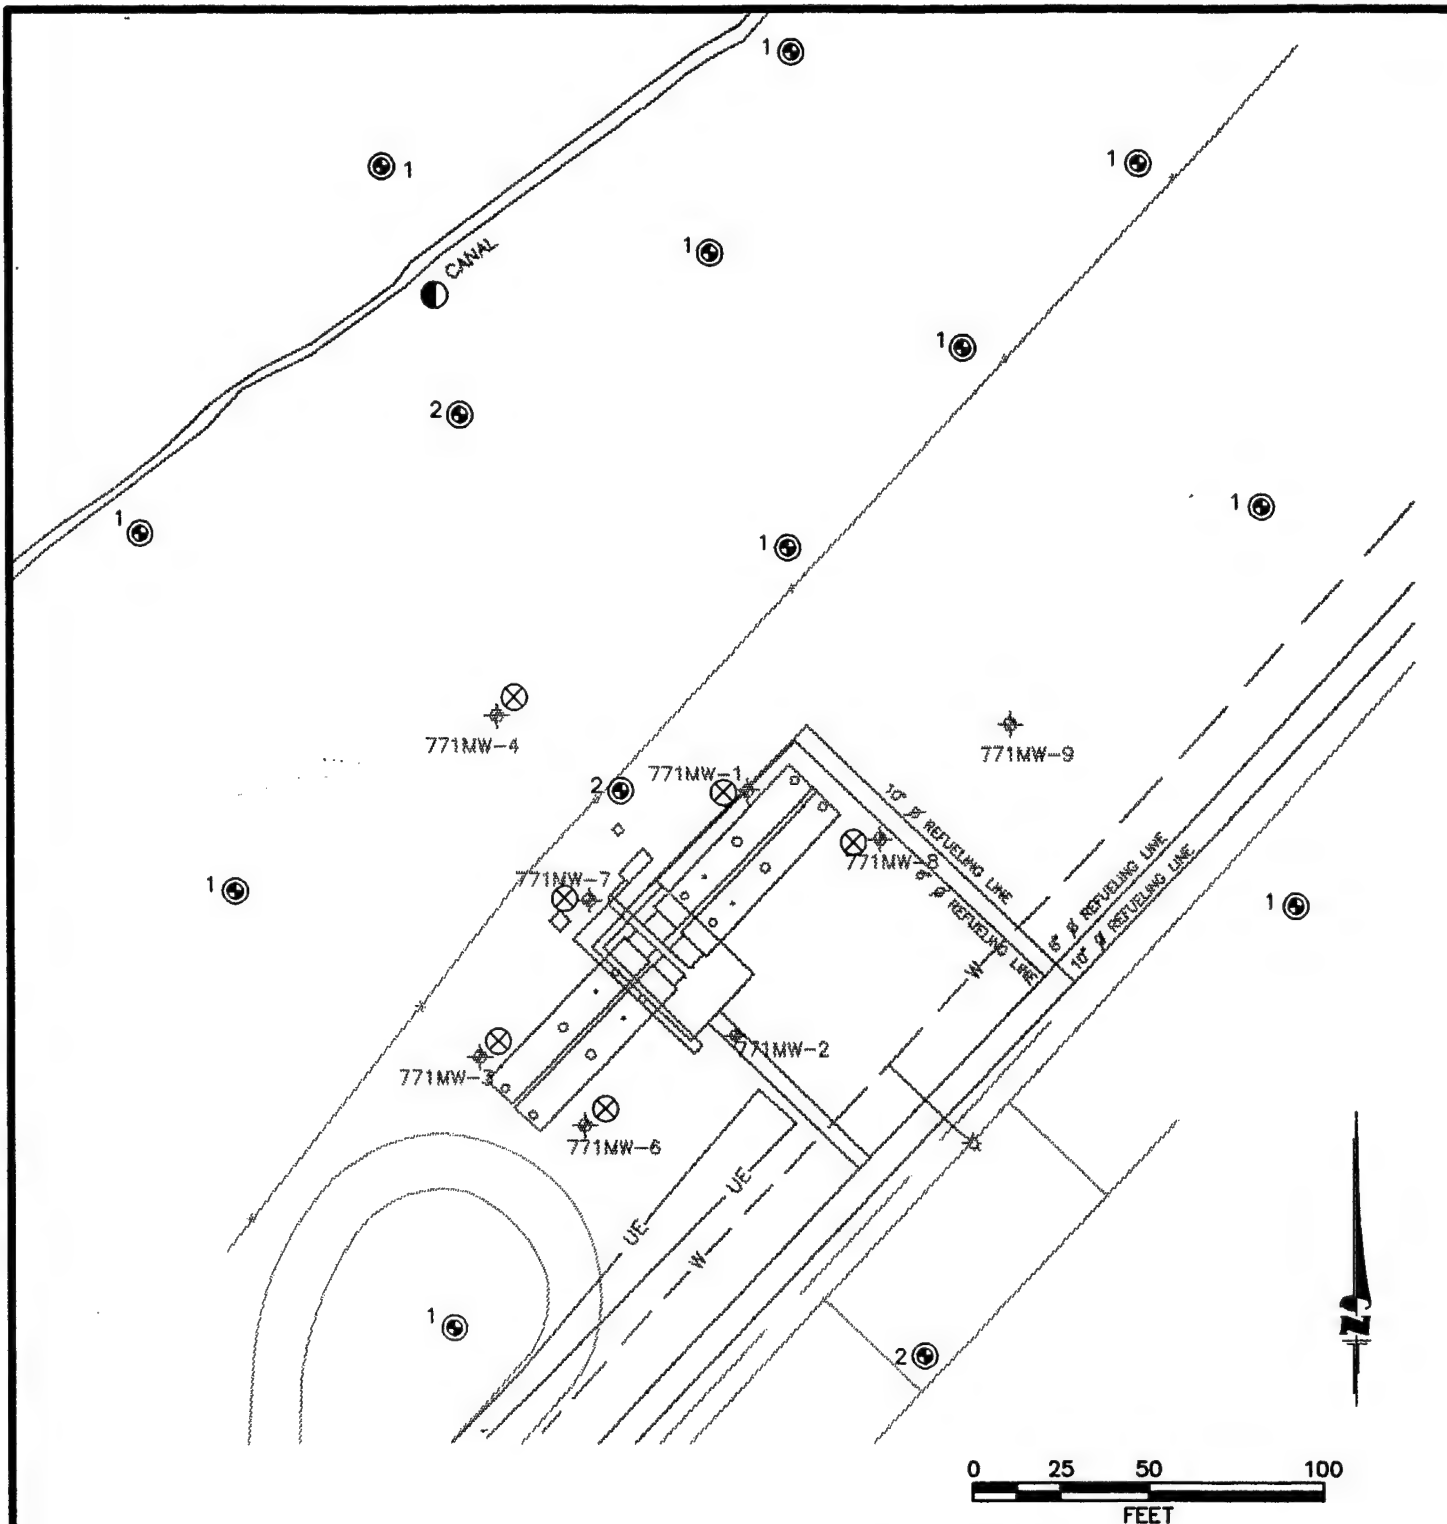 1
1
1
1
CANAL
1
2
1
1
1
771MW-4
771MW-9
771MW-1
2
10" Ø REFUELING LINE
771MW-8
6" Ø REFUELING LINE
6" Ø REFUELING LINE
10" Ø REFUELING LINE
771MW-7
1
1
W
771MW-2
771MW-3
771MW-6
UE
UE
W
1
2
N
0 25 50 100
FEET